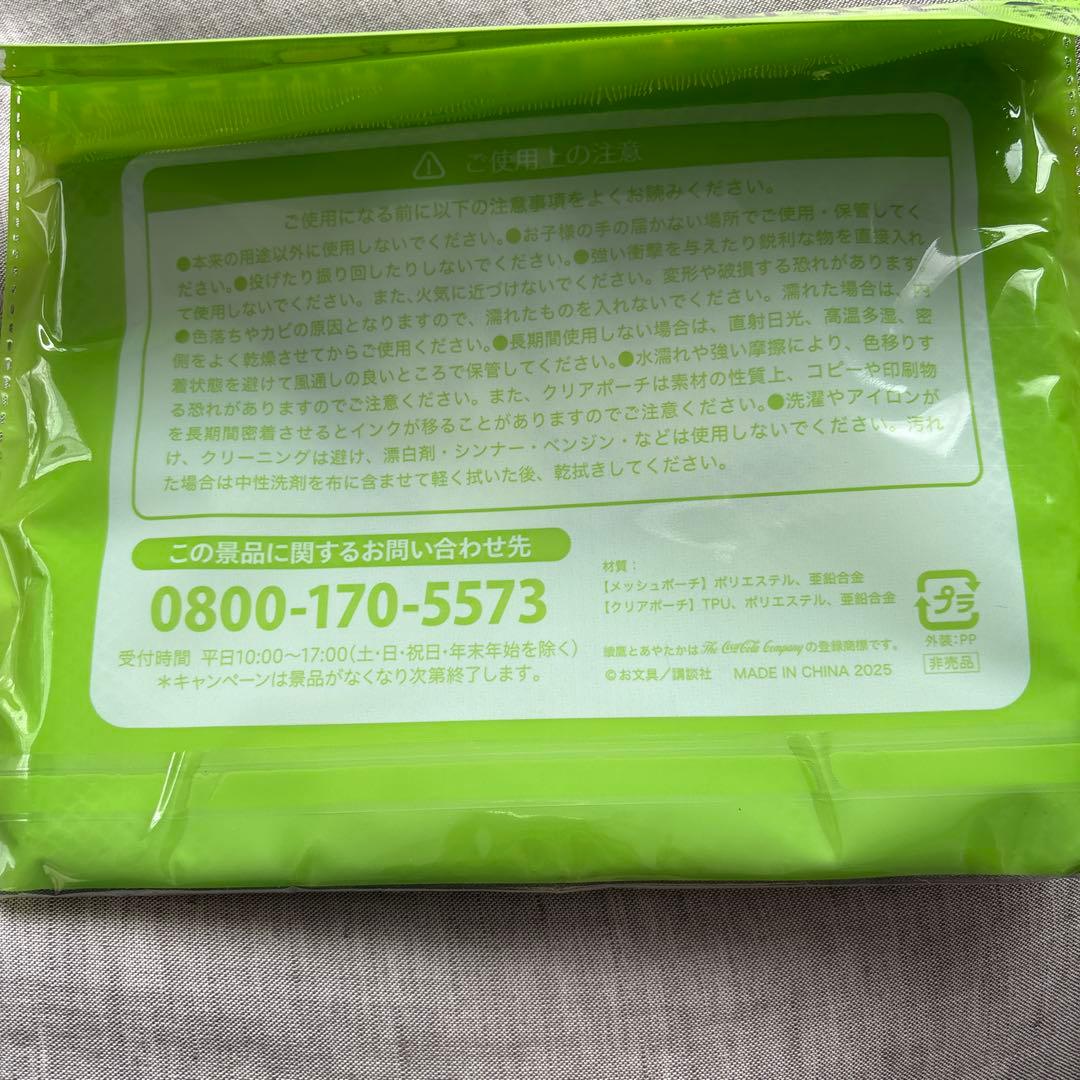 ご使用上の注意
ご使用になる前に以下の注意事項をよくお読みください。
●本来の用途以外に使用しないでください。●お子様の手の届かない場所でご使用・保管してく
ださい。●投げたり振り回したりしないでください。●強い衝撃を与えたり鋭利な物を直接入れ
て使用しないでください。また、火気に近づけないでください。変形や破損する恐れがあります。
●色落ちやカビの原因となりますので、濡れたものを入れないでください。濡れた場合は、内
側をよく乾燥させてからご使用ください。●長期間使用しない場合は、直射日光、高温多湿、密
着状態を避けて風通しの良いところで保管してください。●水濡れや強い摩擦により、色移りす
る恐れがありますのでご注意ください。また、クリアポーチは素材の性質上、コピーや印刷物
を長期間密着させるとインクが移ることがありますのでご注意ください。●洗濯やアイロンが
け、クリーニングは避け、漂白剤・シンナー・ベンジン・などは使用しないでください。汚れ
た場合は中性洗剤を布に含ませて軽く拭いた後、乾拭きしてください。
この景品に関するお問い合わせ先
0800-170-5573
受付時間 平日10:00〜17:00(土・日・祝日・年末年始を除く)
＊キャンペーンは景品がなくなり次第終了します。
材質：
【メッシュポーチ】ポリエステル、亜鉛合金
【クリアポーチ】TPU、ポリエステル、亜鉛合金
綾鷹とあやたかは The Coca-Cola Company の登録商標です。
©お文具／講談社 MADE IN CHINA 2025
プラ
外装：PP
非売品